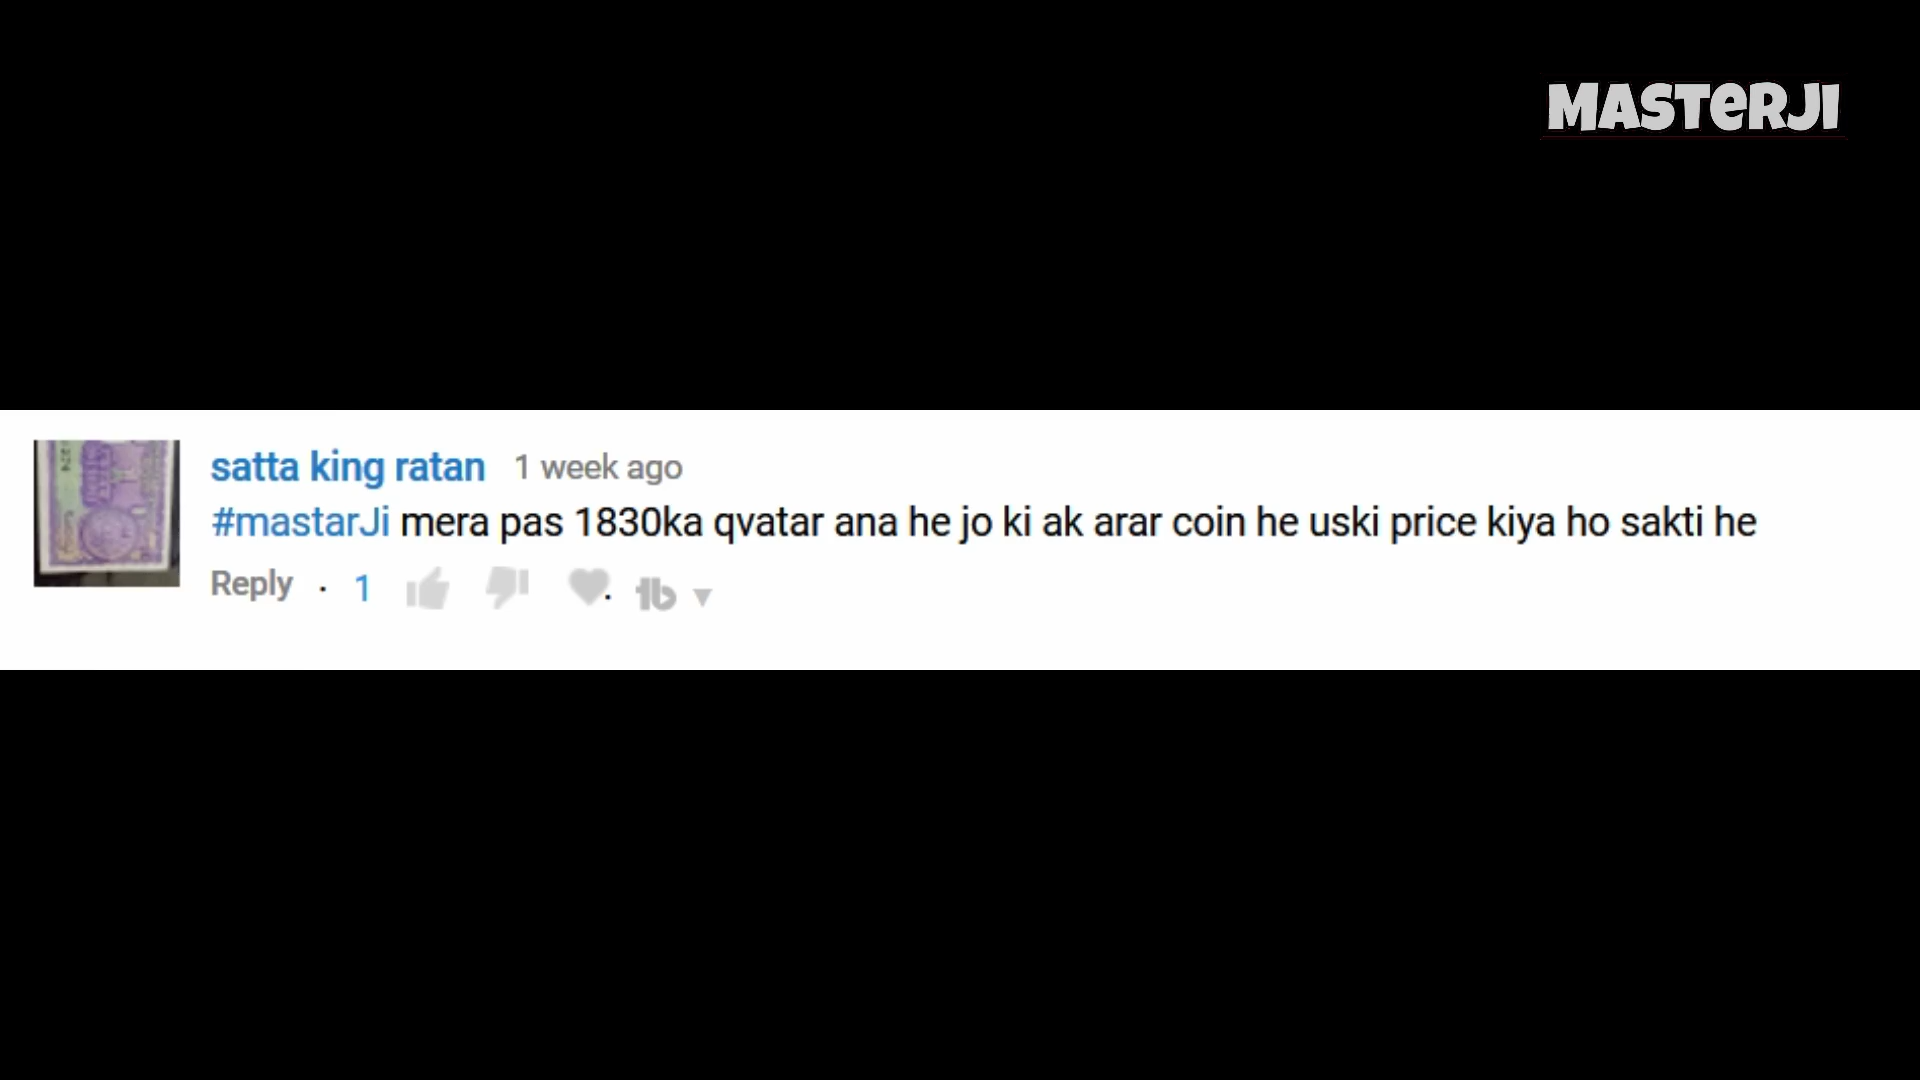 MASTERJI
satta king ratan 1 week ago
#mastarJi mera pas 1830ka qvatar ana he jo ki ak arar coin he uski price kiya ho sakti he
Reply · 1